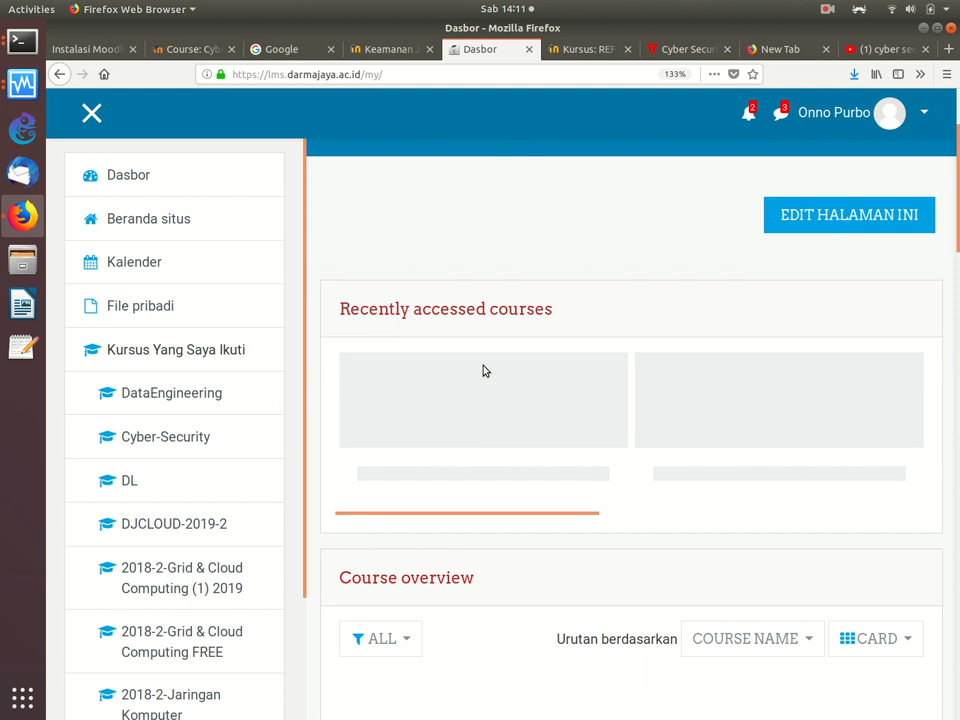 Activities Firefox Web Browser Sab 14:11
Dasbor - Mozilla Firefox
Instalasi Mood Course: Cyb Google Keamanan J Dasbor Kursus: REF Cyber Secur New Tab (1) cyber sec
https://lms.darmajaya.ac.id/my/ 133%
2 3 Onno Purbo
Dasbor
Beranda situs
Kalender
File pribadi
Kursus Yang Saya Ikuti
DataEngineering
Cyber-Security
DL
DJCLOUD-2019-2
2018-2-Grid & Cloud
Computing (1) 2019
2018-2-Grid & Cloud
Computing FREE
2018-2-Jaringan
Komputer
EDIT HALAMAN INI
Recently accessed courses
Course overview
ALL Urutan berdasarkan COURSE NAME CARD